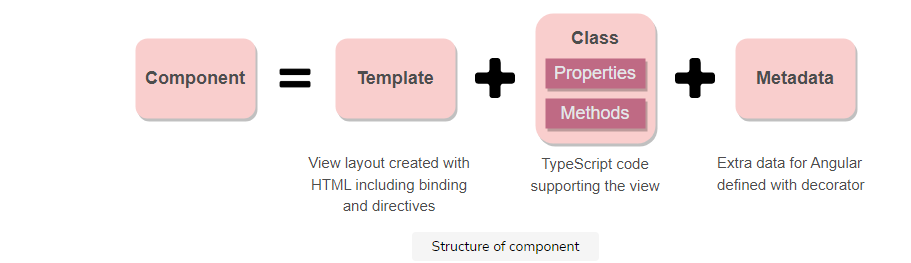 Component
=
Template
+
Class
Properties
Methods
+
Metadata
View layout created with
HTML including binding
and directives
TypeScript code
supporting the view
Extra data for Angular
defined with decorator
Structure of component